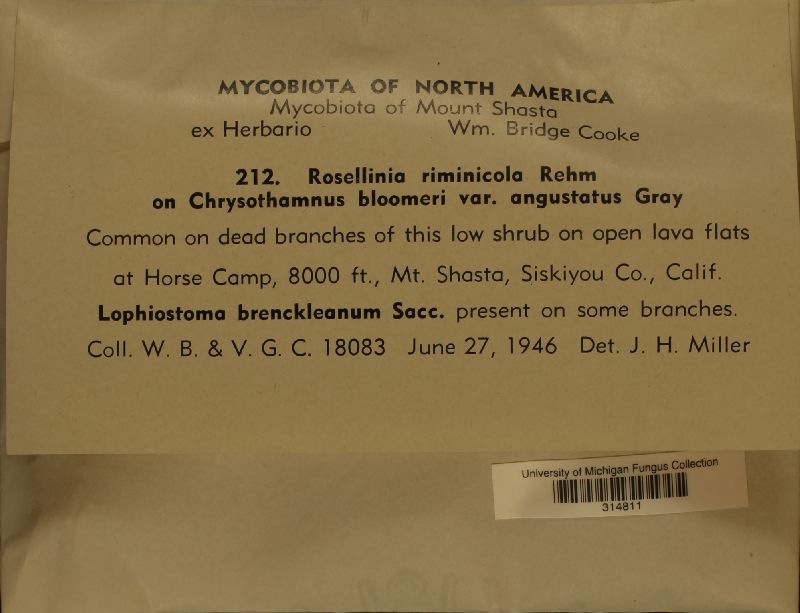 MYCOBIOTA OF NORTH AMERICA
Mycobiota of Mount Shasta
ex Herbario Wm. Bridge Cooke
212. Rosellinia riminicola Rehm
on Chrysothamnus bloomeri var. angustatus Gray
Common on dead branches of this low shrub on open lava flats
at Horse Camp, 8000 ft., Mt. Shasta, Siskiyou Co., Calif.
Lophiostoma brenckleanum Sacc. present on some branches.
Coll. W. B. & V. G. C. 18083 June 27, 1946 Det. J. H. Miller
University of Michigan Fungus Collection
314811